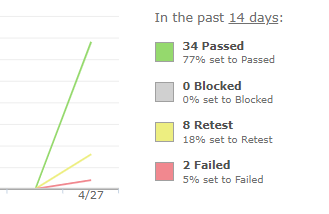 In the past 14 days:
34 Passed
77% set to Passed
0 Blocked
0% set to Blocked
8 Retest
18% set to Retest
2 Failed
5% set to Failed
4/27